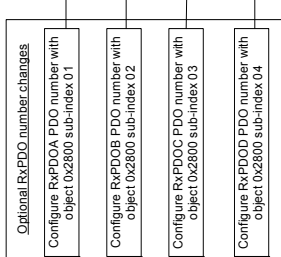 Optional RxPDO number changes
Configure RxPDOA PDO number with
object 0x2800 sub-index 01
Configure RxPDOB PDO number with
object 0x2800 sub-index 02
Configure RxPDOC PDO number with
object 0x2800 sub-index 03
Configure RxPDOD PDO number with
object 0x2800 sub-index 04